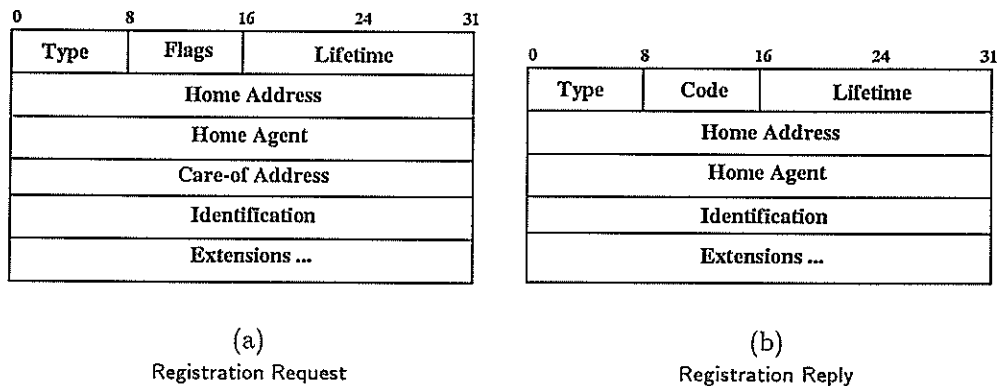 0 8 16 24 31
Type Flags Lifetime
Home Address
Home Agent
Care-of Address
Identification
Extensions ...
(a)
Registration Request
0 8 16 24 31
Type Code Lifetime
Home Address
Home Agent
Identification
Extensions ...
(b)
Registration Reply